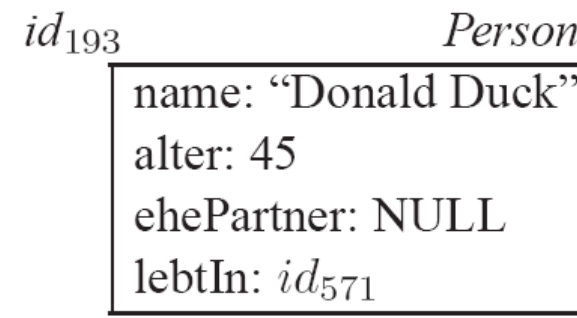 id193 Person
name: “Donald Duck”
alter: 45
ehePartner: NULL
lebtIn: id571